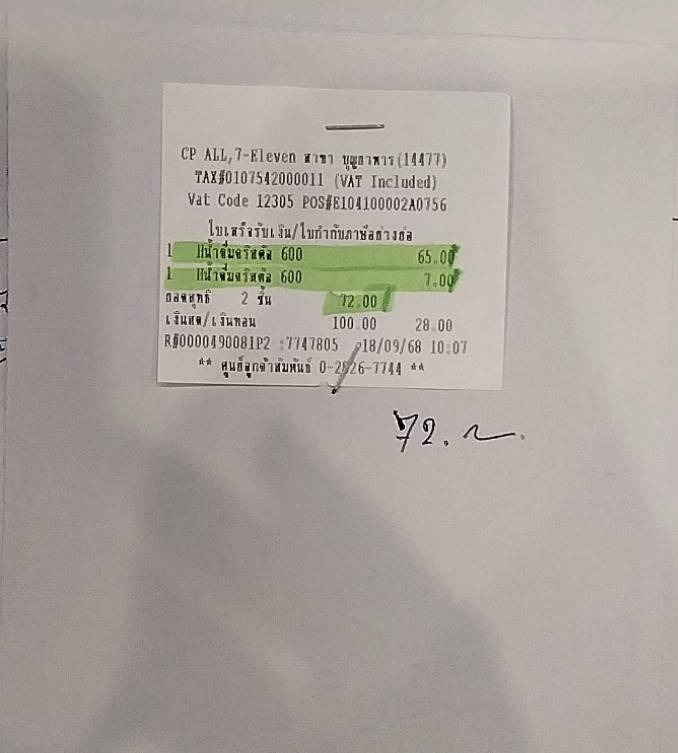 CP ALL,7-Eleven สาขา บุญถาพาร(14477)
TAX#0107542000011 (VAT Included)
Vat Code 12305 POS#E104100002A0756
ใบเสร็จรับเงิน/ใบกำกับภาษีอย่างย่อ
1 Hน้ำดื่มคริสตัล 600 65.00
1 Hน้ำดื่มคริสตัล 600 7.00
ยอดสุทธิ 2 ชิ้น 72.00
เงินสด/เงินทอน 100.00 28.00
R#0000490081P2 :7747805 18/09/68 10:07
** ศูนย์ลูกค้าสัมพันธ์ 0-2826-7744 **
72.